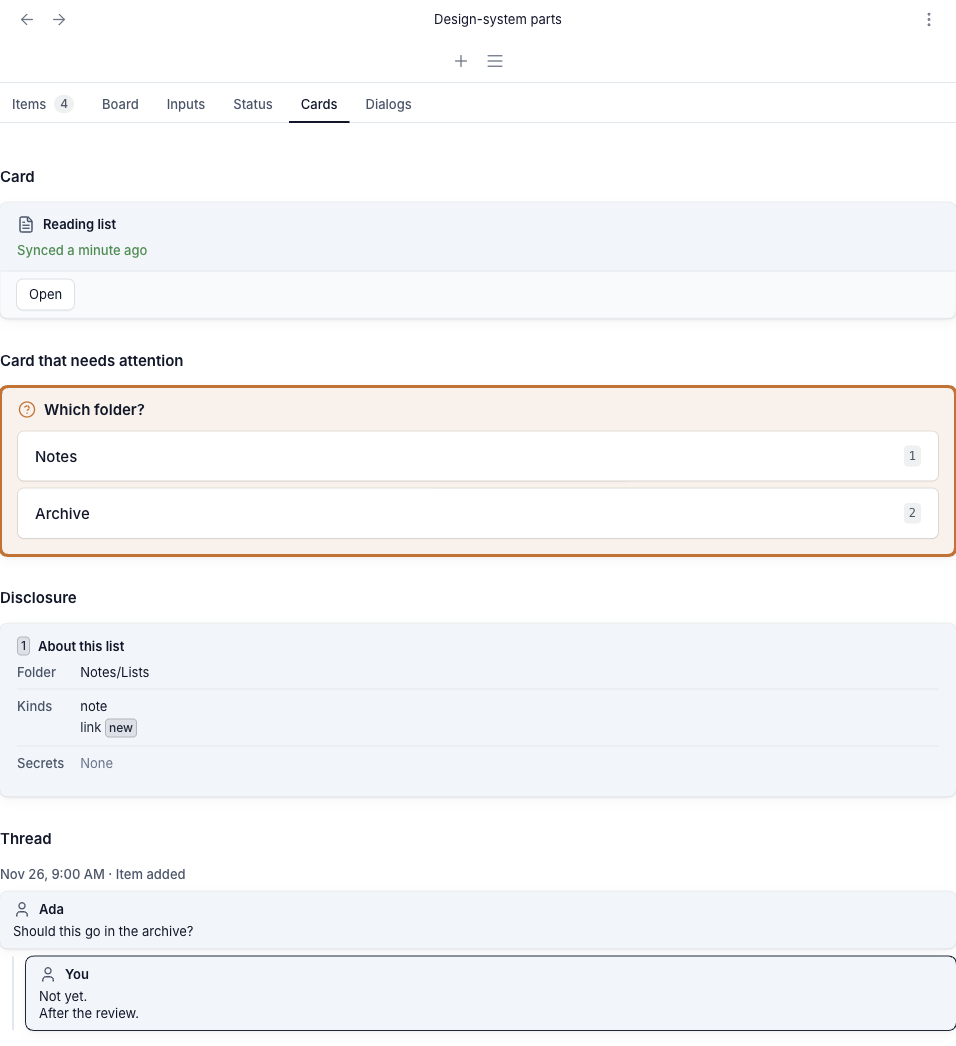 Design-system parts
Items 4 Board Inputs Status Cards Dialogs
Card
Reading list
Synced a minute ago
Open
Card that needs attention
Which folder?
Notes 1
Archive 2
Disclosure
1 About this list
Folder Notes/Lists
Kinds note
link new
Secrets None
Thread
Nov 26, 9:00 AM · Item added
Ada
Should this go in the archive?
You
Not yet.
After the review.